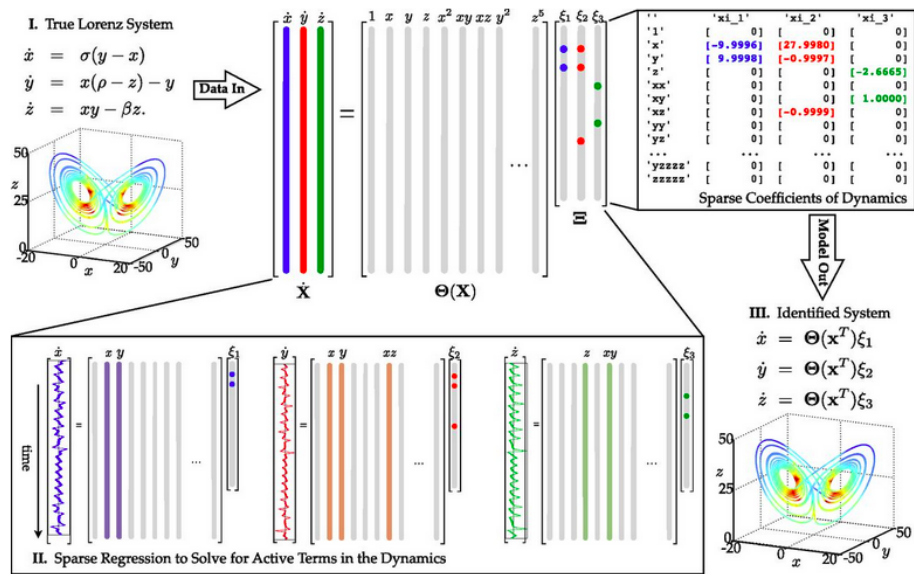 I. True Lorenz System
ẋ = σ(y − x)
ẏ = x(ρ − z) − y
ż = xy − βz.
Data In
z
50
25
0
-20
0
x
20
-50
0
y
50
ẋ ẏ ż
=
1 x y z x² xy xz y² z⁵
...
ξ₁ ξ₂ ξ₃
Ẋ
Θ(X)
Ξ
'' 'xi_1' 'xi_2' 'xi_3'
'1' [ 0] [ 0] [ 0]
'x' [-9.9996] [27.9980] [ 0]
'y' [ 9.9998] [-0.9997] [ 0]
'z' [ 0] [ 0] [-2.6665]
'xx' [ 0] [ 0] [ 0]
'xy' [ 0] [ 0] [ 1.0000]
'xz' [ 0] [-0.9999] [ 0]
'yy' [ 0] [ 0] [ 0]
'yz' [ 0] [ 0] [ 0]
... ... ... ...
'yzzzz' [ 0] [ 0] [ 0]
'zzzzz' [ 0] [ 0] [ 0]
Sparse Coefficients of Dynamics
Model Out
III. Identified System
ẋ = Θ(xᵀ)ξ₁
ẏ = Θ(xᵀ)ξ₂
ż = Θ(xᵀ)ξ₃
z
50
25
0
-20
0
x
20
-50
0
y
50
time
ẋ = x y ... ξ₁
ẏ = x y xz ... ξ₂
ż = z xy ... ξ₃
II. Sparse Regression to Solve for Active Terms in the Dynamics